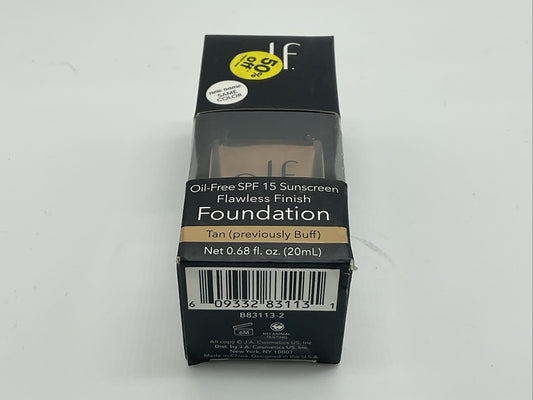 e.l.f.
50¢
off!
new name
SAME
COLOR
e.l.f.
Oil-Free SPF 15 Sunscreen
Flawless Finish
Foundation
Tan (previously Buff)
Net 0.68 fl. oz. (20mL)
6 09332 83113 1
B83113-2
6M
NO ANIMAL
TESTING
All copy © J.A. Cosmetics US, Inc
Dist. by J.A. Cosmetics US, Inc.
New York, NY 10001
Made in China. Designed in the U.S.A